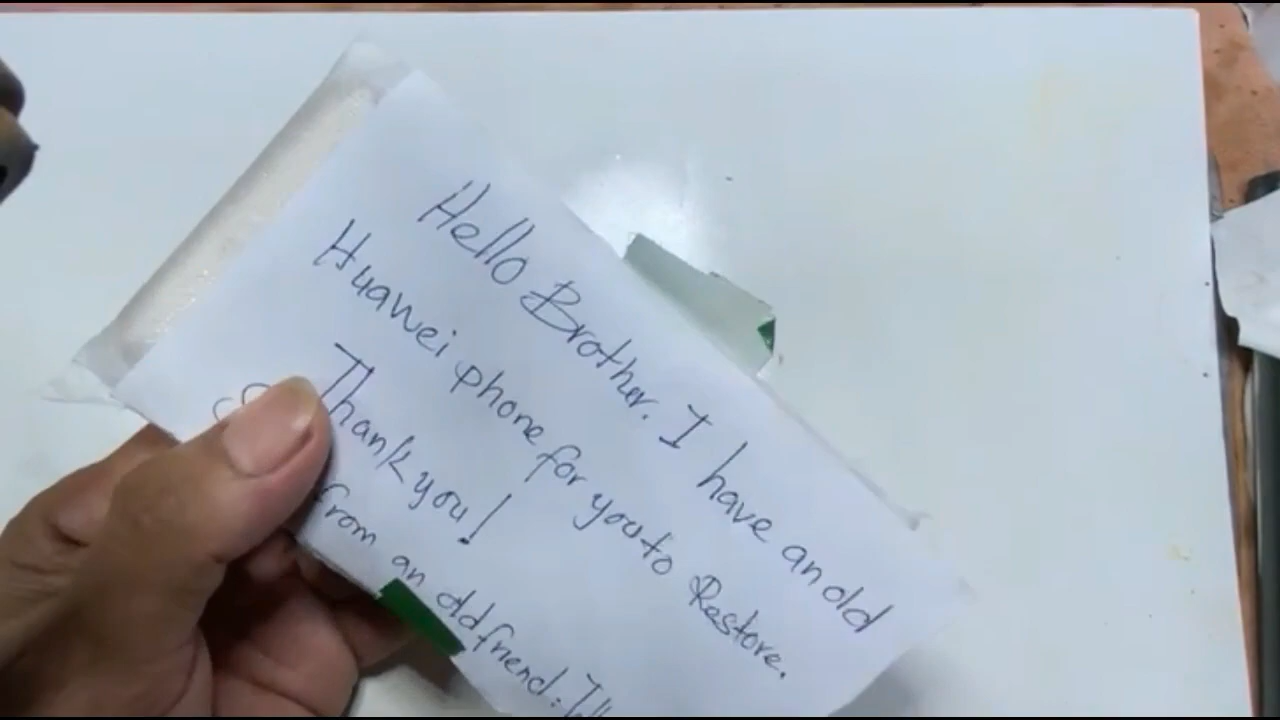 Hello Brother. I have an old
Huawei phone for you to Restore.
Thank you!
from an old friend.